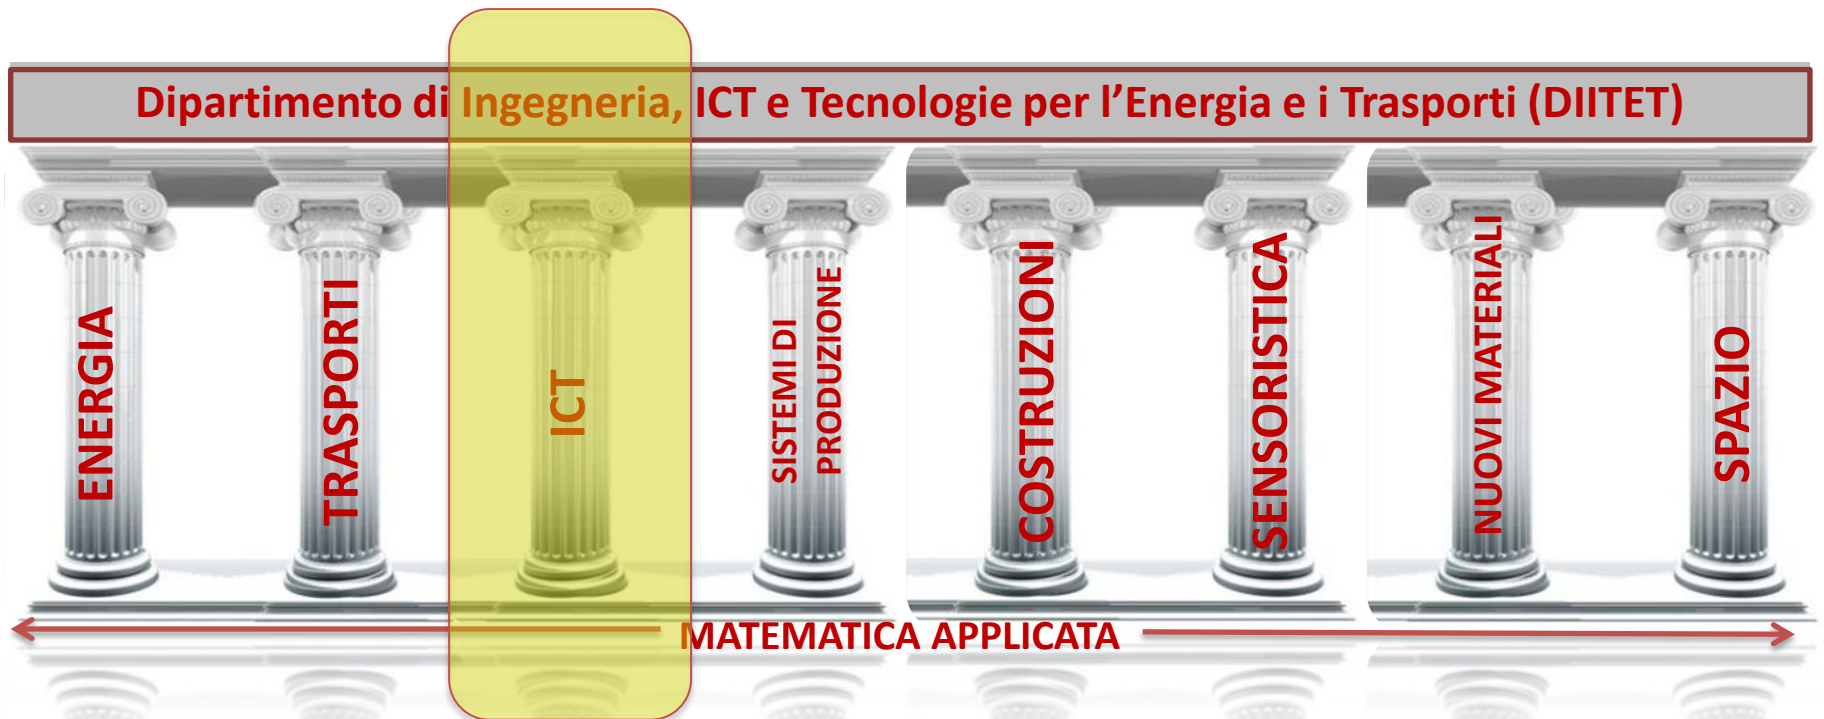 Dipartimento di Ingegneria, ICT e Tecnologie per l’Energia e i Trasporti (DIITET)
ENERGIA
TRASPORTI
ICT
SISTEMI DI
PRODUZIONE
COSTRUZIONI
SENSORISTICA
NUOVI MATERIALI
SPAZIO
MATEMATICA APPLICATA